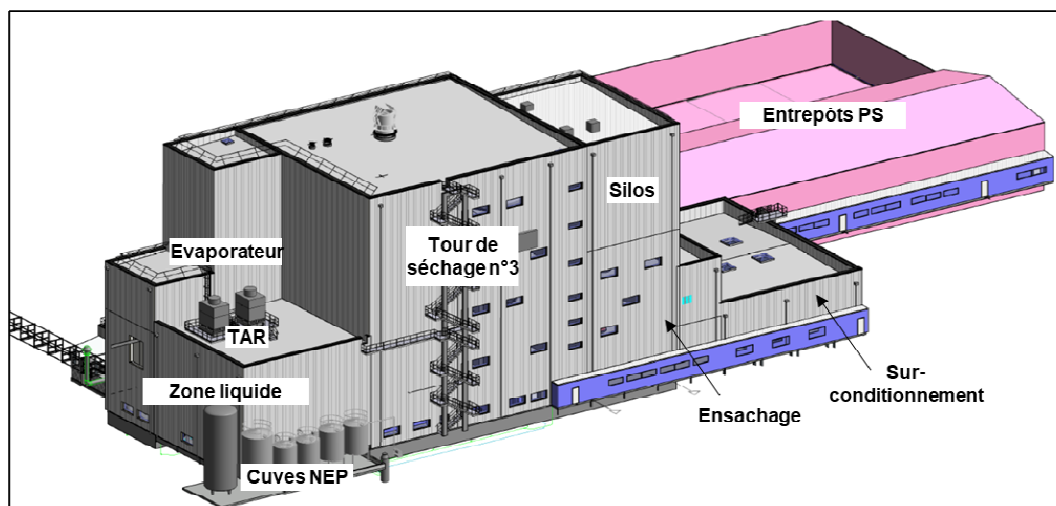 Entrepôts PS
Silos
Evaporateur
Tour de
séchage n°3
TAR
Zone liquide
Sur-
conditionnement
Ensachage
Cuves NEP